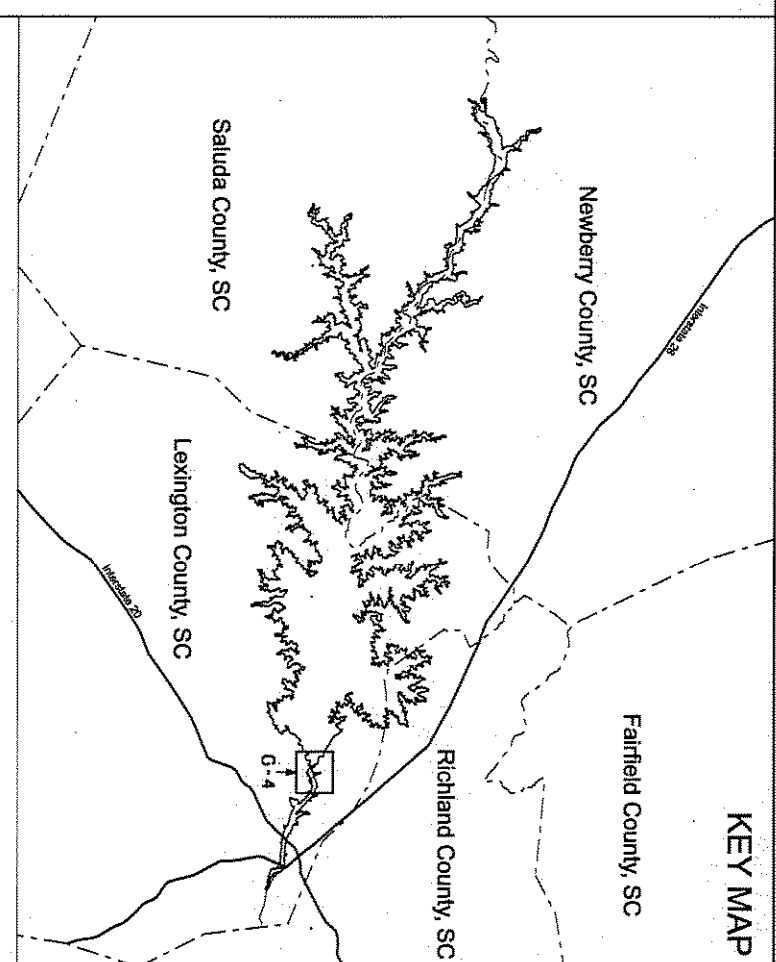 KEY MAP
Newberry County, SC
Fairfield County, SC
Interstate 26
Saluda County, SC
Richland County, SC
Lexington County, SC
Interstate 20
G-4